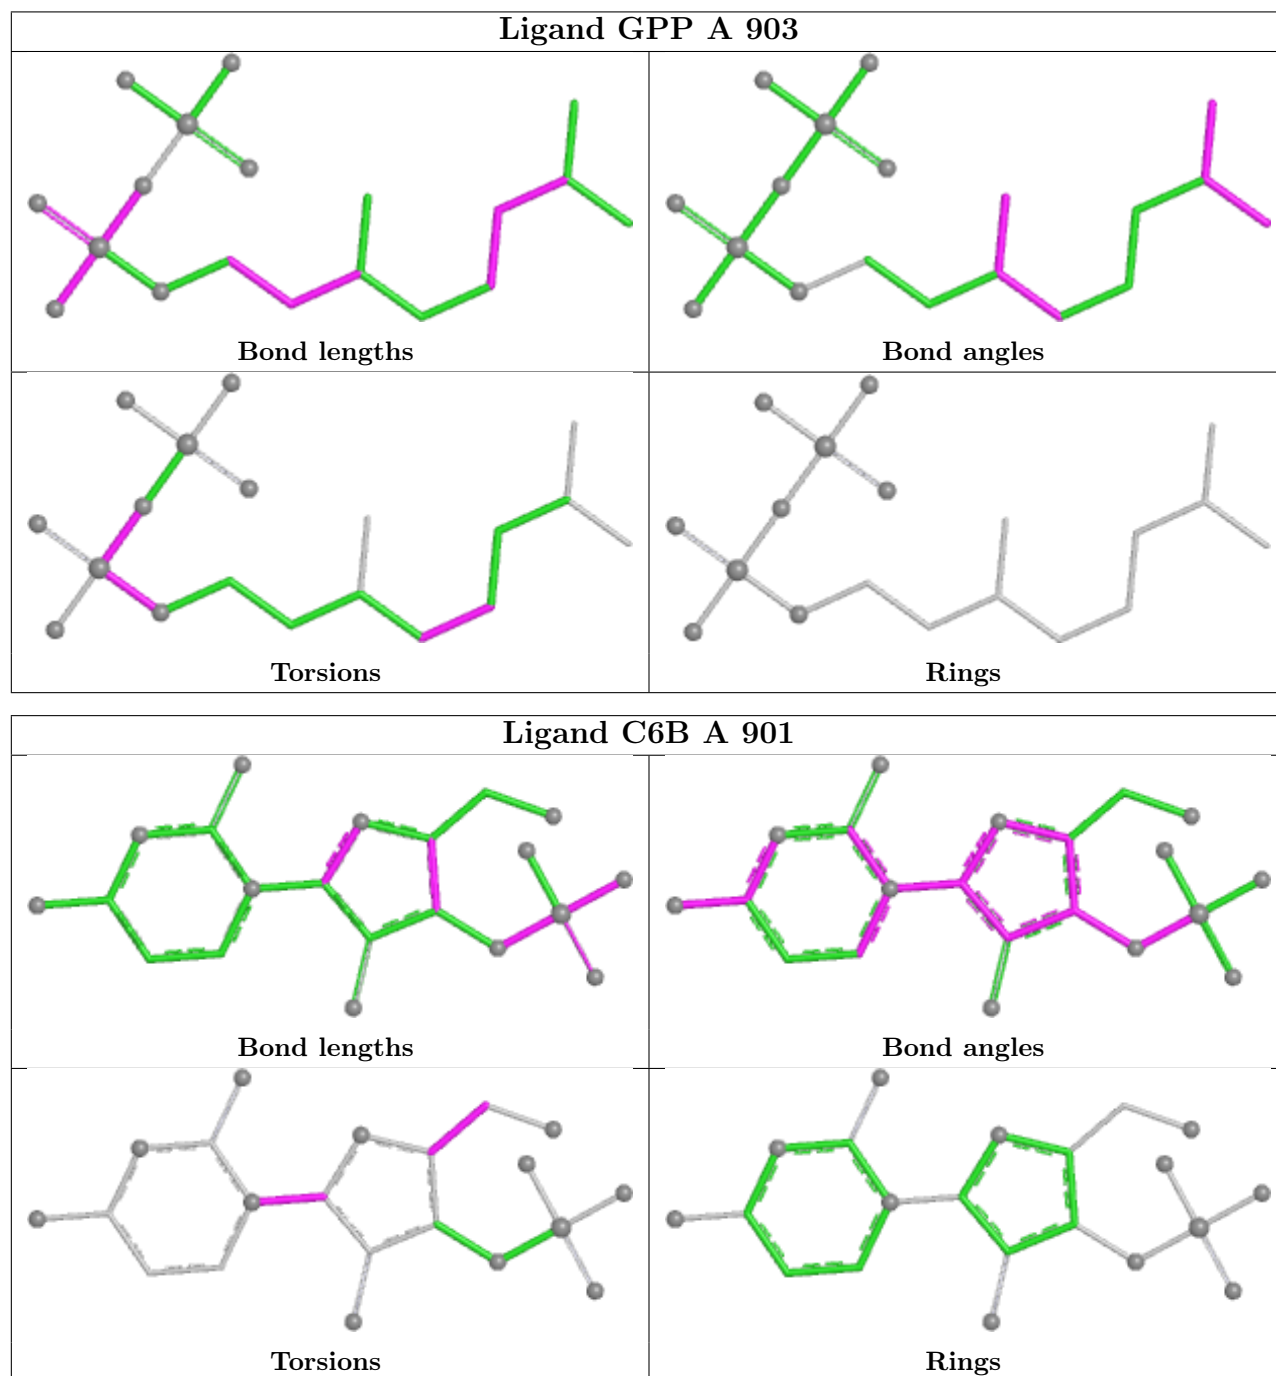 Ligand GPP A 903
Bond lengths
Bond angles
Torsions
Rings
Ligand C6B A 901
Bond lengths
Bond angles
Torsions
Rings